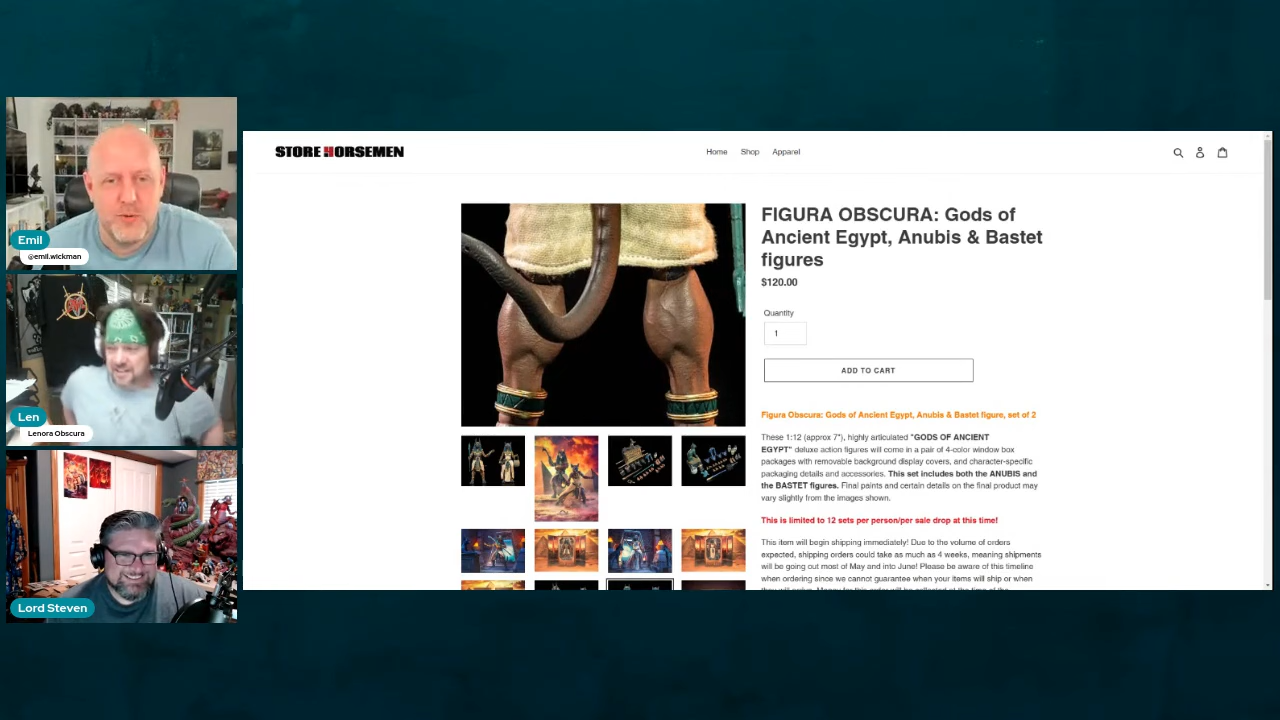 Emil
@emil.wickman
Len
Lenora Obscura
Lord Steven
STORE HORSEMEN
Home Shop Apparel
FIGURA OBSCURA: Gods of
Ancient Egypt, Anubis & Bastet
figures
$120.00
Quantity
1
ADD TO CART
Figura Obscura: Gods of Ancient Egypt, Anubis & Bastet figure, set of 2
These 1:12 (approx 7"), highly articulated "GODS OF ANCIENT
EGYPT" deluxe action figures will come in a pair of 4-color window box
packages with removable background display covers, and character-specific
packaging details and accessories. This set includes both the ANUBIS and
the BASTET figures. Final paints and certain details on the final product may
vary slightly from the images shown.
This is limited to 12 sets per person/per sale drop at this time!
This item will begin shipping immediately! Due to the volume of orders
expected, shipping orders could take as much as 4 weeks, meaning shipments
will be going out most of May and into June! Please be aware of this timeline
when ordering since we cannot guarantee when your items will ship or when